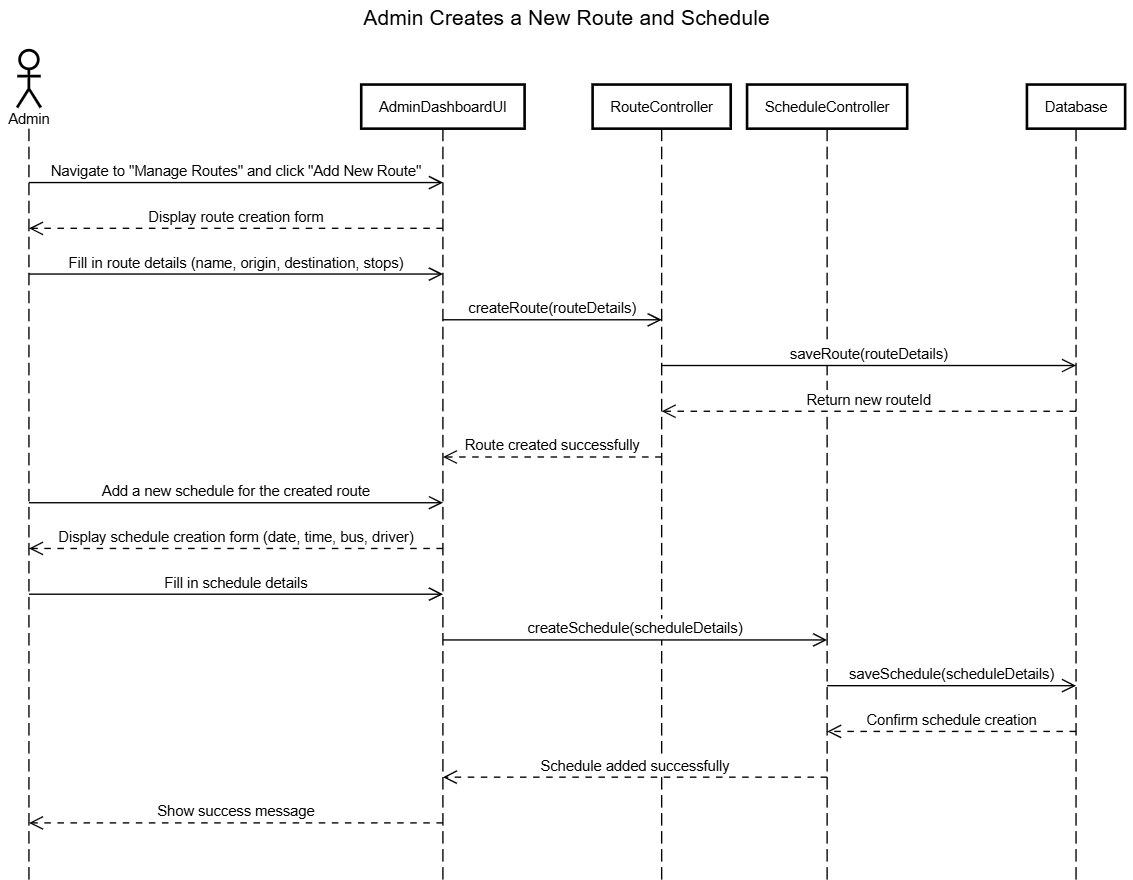 Admin Creates a New Route and Schedule
Admin
AdminDashboardUI
RouteController
ScheduleController
Database
Navigate to "Manage Routes" and click "Add New Route"
Display route creation form
Fill in route details (name, origin, destination, stops)
createRoute(routeDetails)
saveRoute(routeDetails)
Return new routeId
Route created successfully
Add a new schedule for the created route
Display schedule creation form (date, time, bus, driver)
Fill in schedule details
createSchedule(scheduleDetails)
saveSchedule(scheduleDetails)
Confirm schedule creation
Schedule added successfully
Show success message